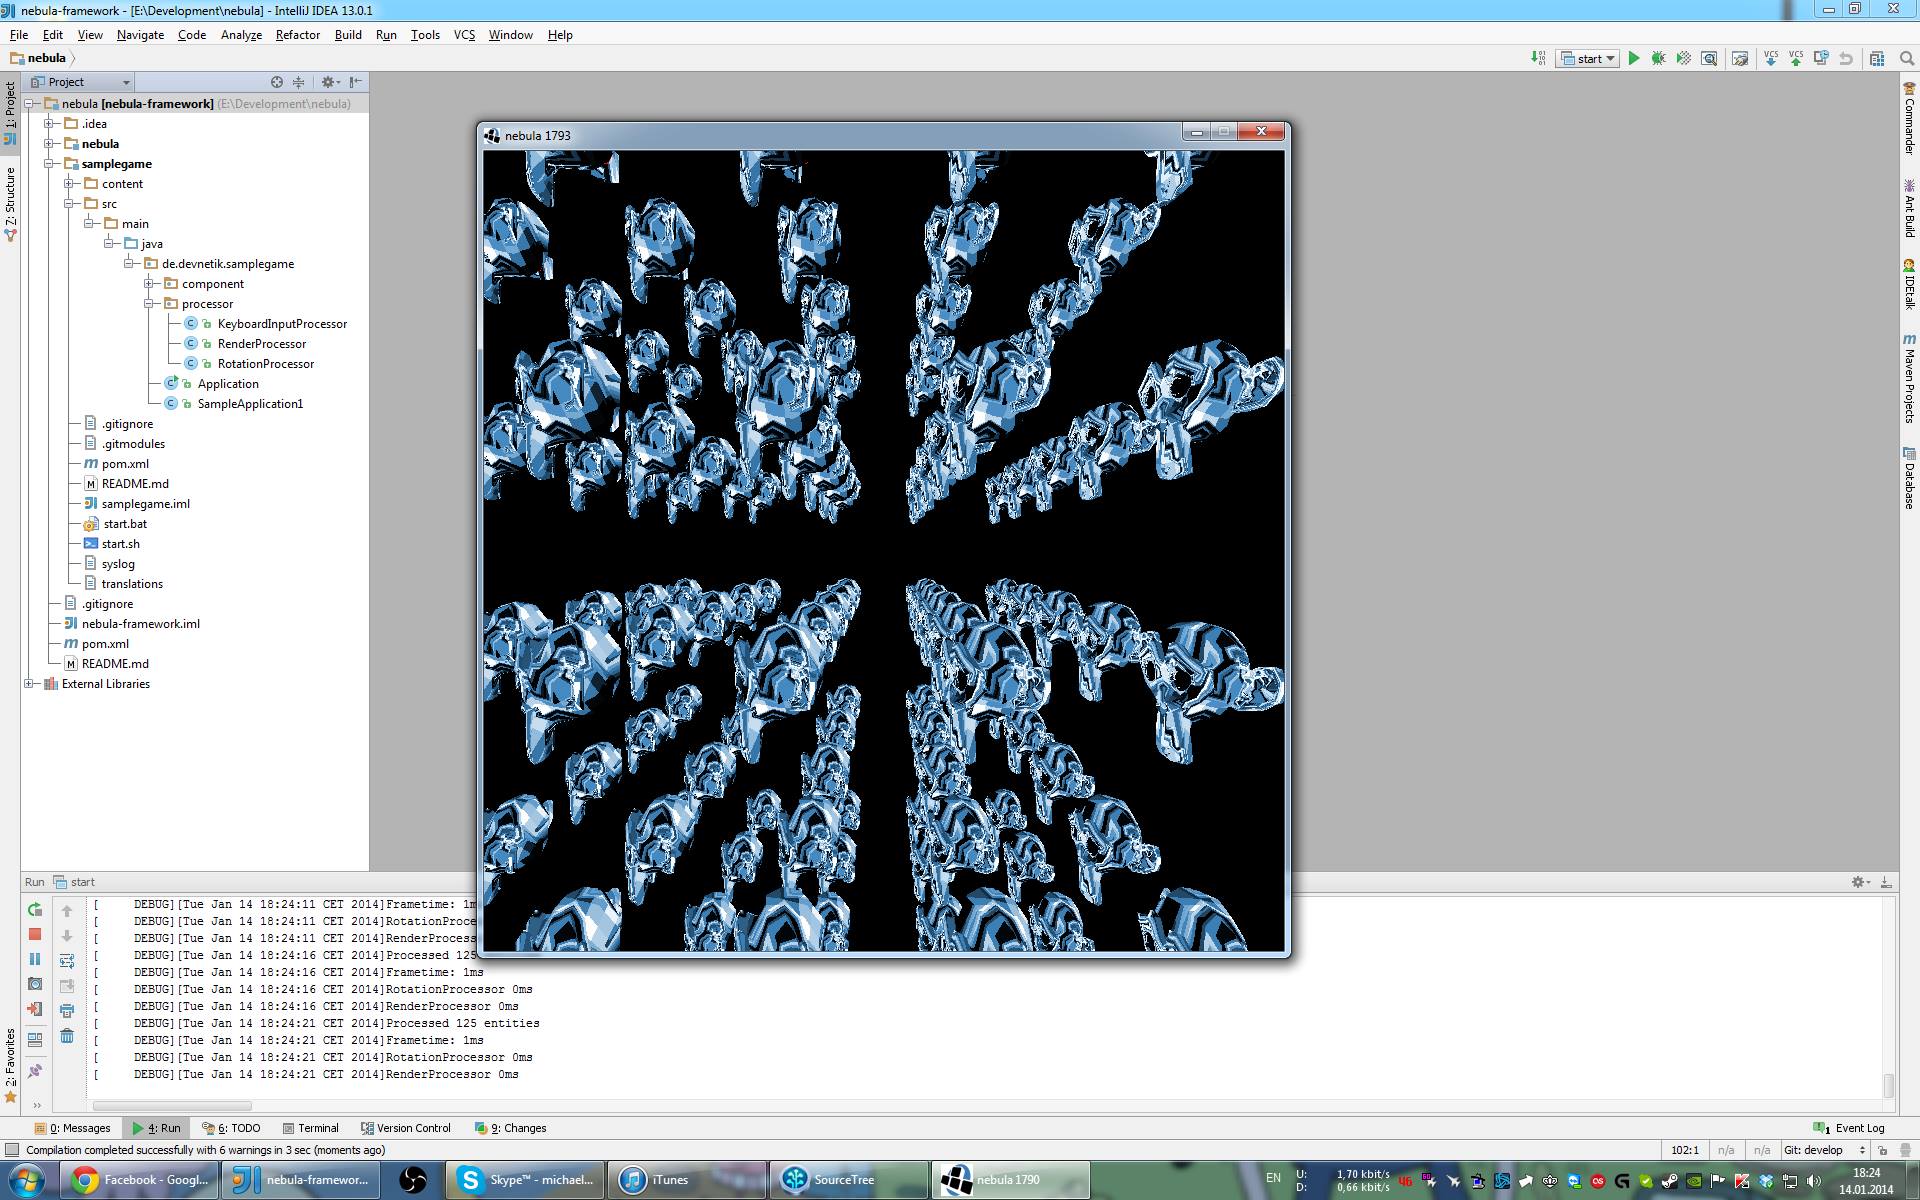 nebula-framework - [E:\Development\nebula] - IntelliJ IDEA 13.0.1
File Edit View Navigate Code Analyze Refactor Build Run Tools VCS Window Help
nebula
start
VCS VCS
Project
1: Project
Z: Structure
2: Favorites
nebula [nebula-framework] (E:\Development\nebula)
.idea
nebula
samplegame
content
src
main
java
de.devnetik.samplegame
component
processor
KeyboardInputProcessor
RenderProcessor
RotationProcessor
Application
SampleApplication1
.gitignore
.gitmodules
pom.xml
README.md
samplegame.iml
start.bat
start.sh
syslog
translations
.gitignore
nebula-framework.iml
pom.xml
README.md
External Libraries
nebula 1793
Commander
Ant Build
IDEtalk
Maven Projects
Database
Run start
[ DEBUG][Tue Jan 14 18:24:11 CET 2014]Frametime: 1m
[ DEBUG][Tue Jan 14 18:24:11 CET 2014]RotationProce
[ DEBUG][Tue Jan 14 18:24:11 CET 2014]RenderProcess
[ DEBUG][Tue Jan 14 18:24:16 CET 2014]Processed 125
[ DEBUG][Tue Jan 14 18:24:16 CET 2014]Frametime: 1ms
[ DEBUG][Tue Jan 14 18:24:16 CET 2014]RotationProcessor 0ms
[ DEBUG][Tue Jan 14 18:24:16 CET 2014]RenderProcessor 0ms
[ DEBUG][Tue Jan 14 18:24:21 CET 2014]Processed 125 entities
[ DEBUG][Tue Jan 14 18:24:21 CET 2014]Frametime: 1ms
[ DEBUG][Tue Jan 14 18:24:21 CET 2014]RotationProcessor 0ms
[ DEBUG][Tue Jan 14 18:24:21 CET 2014]RenderProcessor 0ms
0: Messages 4: Run 6: TODO Terminal Version Control 9: Changes 1 Event Log
Compilation completed successfully with 6 warnings in 3 sec (moments ago) 102:1 n/a n/a Git: develop
Facebook - Googl... nebula-framewor... Skype™ - michael... iTunes SourceTree nebula 1790
EN
U: 1,70 kbit/s
D: 0,66 kbit/s
46
18:24
14.01.2014